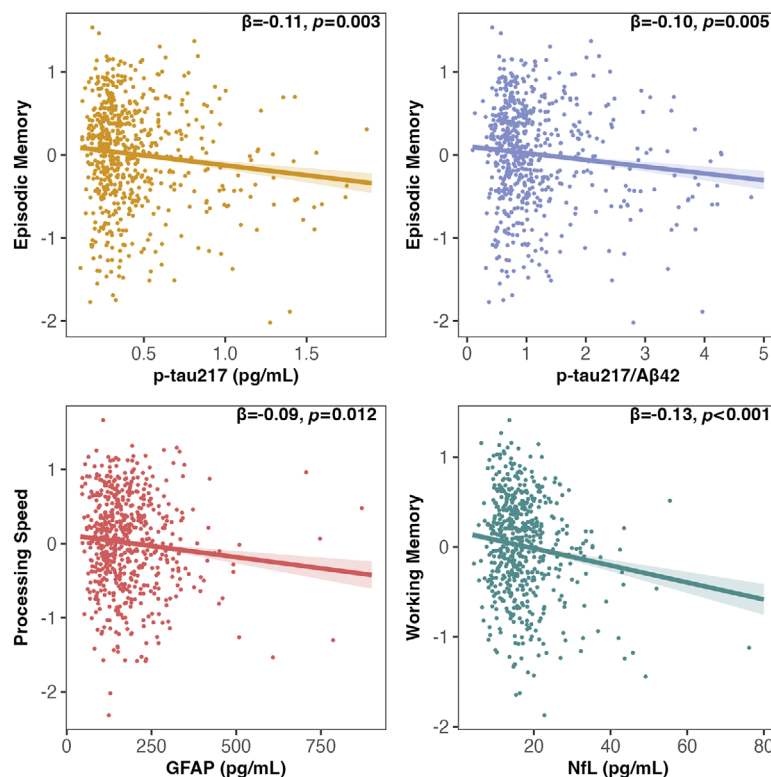 β=-0.11, p=0.003
Episodic Memory
1
0
-1
-2
0.5 1.0 1.5
p-tau217 (pg/mL)
β=-0.10, p=0.005
Episodic Memory
1
0
-1
-2
0 1 2 3 4 5
p-tau217/Aβ42
β=-0.09, p=0.012
Processing Speed
1
0
-1
-2
0 250 500 750
GFAP (pg/mL)
β=-0.13, p<0.001
Working Memory
1
0
-1
-2
20 40 60 80
NfL (pg/mL)